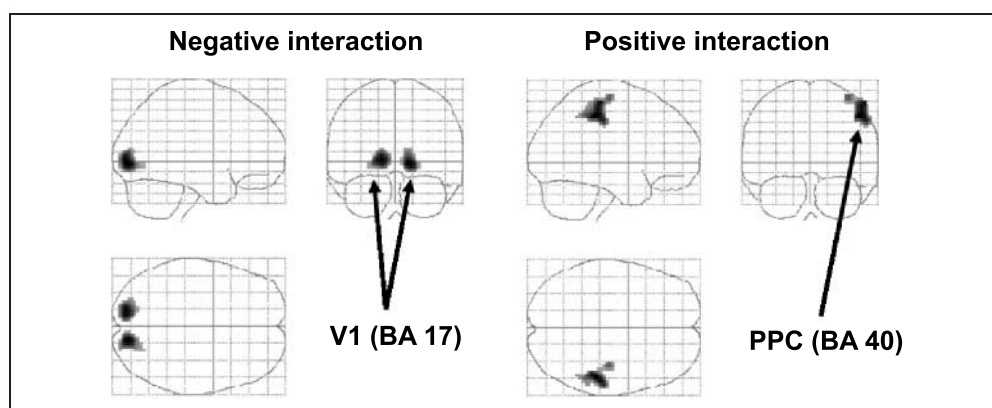 Negative interaction
Positive interaction
V1 (BA 17)
PPC (BA 40)